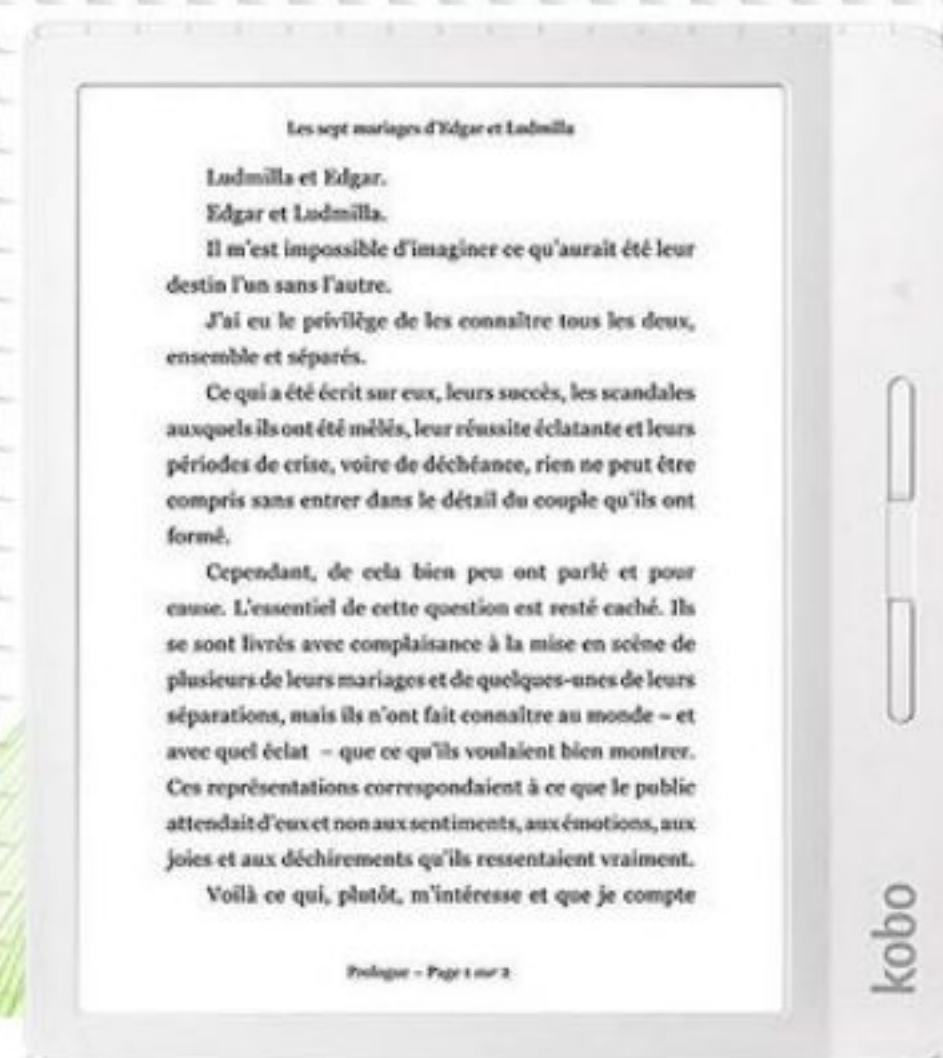 Les sept mariages d'Edgar et Ludmilla
Ludmilla et Edgar.
Edgar et Ludmilla.
Il m'est impossible d'imaginer ce qu'aurait été leur
destin l'un sans l'autre.
J'ai eu le privilège de les connaître tous les deux,
ensemble et séparés.
Ce qui a été écrit sur eux, leurs succès, les scandales
auxquels ils ont été mêlés, leur réussite éclatante et leurs
périodes de crise, voire de déchéance, rien ne peut être
compris sans entrer dans le détail du couple qu'ils ont
formé.
Cependant, de cela bien peu ont parlé et pour
cause. L'essentiel de cette question est resté caché. Ils
se sont livrés avec complaisance à la mise en scène de
plusieurs de leurs mariages et de quelques-unes de leurs
séparations, mais ils n'ont fait connaître au monde – et
avec quel éclat – que ce qu'ils voulaient bien montrer.
Ces représentations correspondaient à ce que le public
attendait d'eux et non aux sentiments, aux émotions, aux
joies et aux déchirements qu'ils ressentaient vraiment.
Voilà ce qui, plutôt, m'intéresse et que je compte
Prologue – Page 1 sur 2
kobo